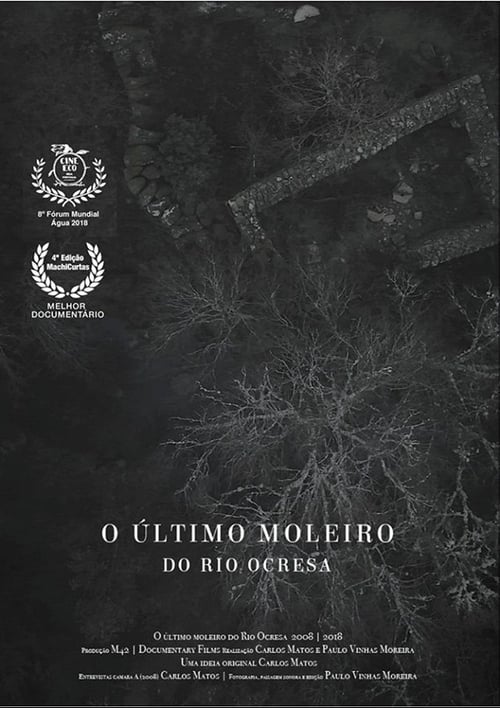 CINE
ECO
8º Fórum Mundial
Água 2018
4ª Edição
MachiCurtas
MELHOR
DOCUMENTÁRIO
O ÚLTIMO MOLEIRO
DO RIO OCRESA
O ÚLTIMO MOLEIRO DO RIO OCRESA 2008 | 2018
PRODUÇÃO M42 | DOCUMENTARY FILMS REALIZAÇÃO CARLOS MATOS E PAULO VINHAS MOREIRA
UMA IDEIA ORIGINAL CARLOS MATOS
ENTREVISTAS CAMARA A (2008) CARLOS MATOS | FOTOGRAFIA, PAISAGEM SONORA E EDIÇÃO PAULO VINHAS MOREIRA